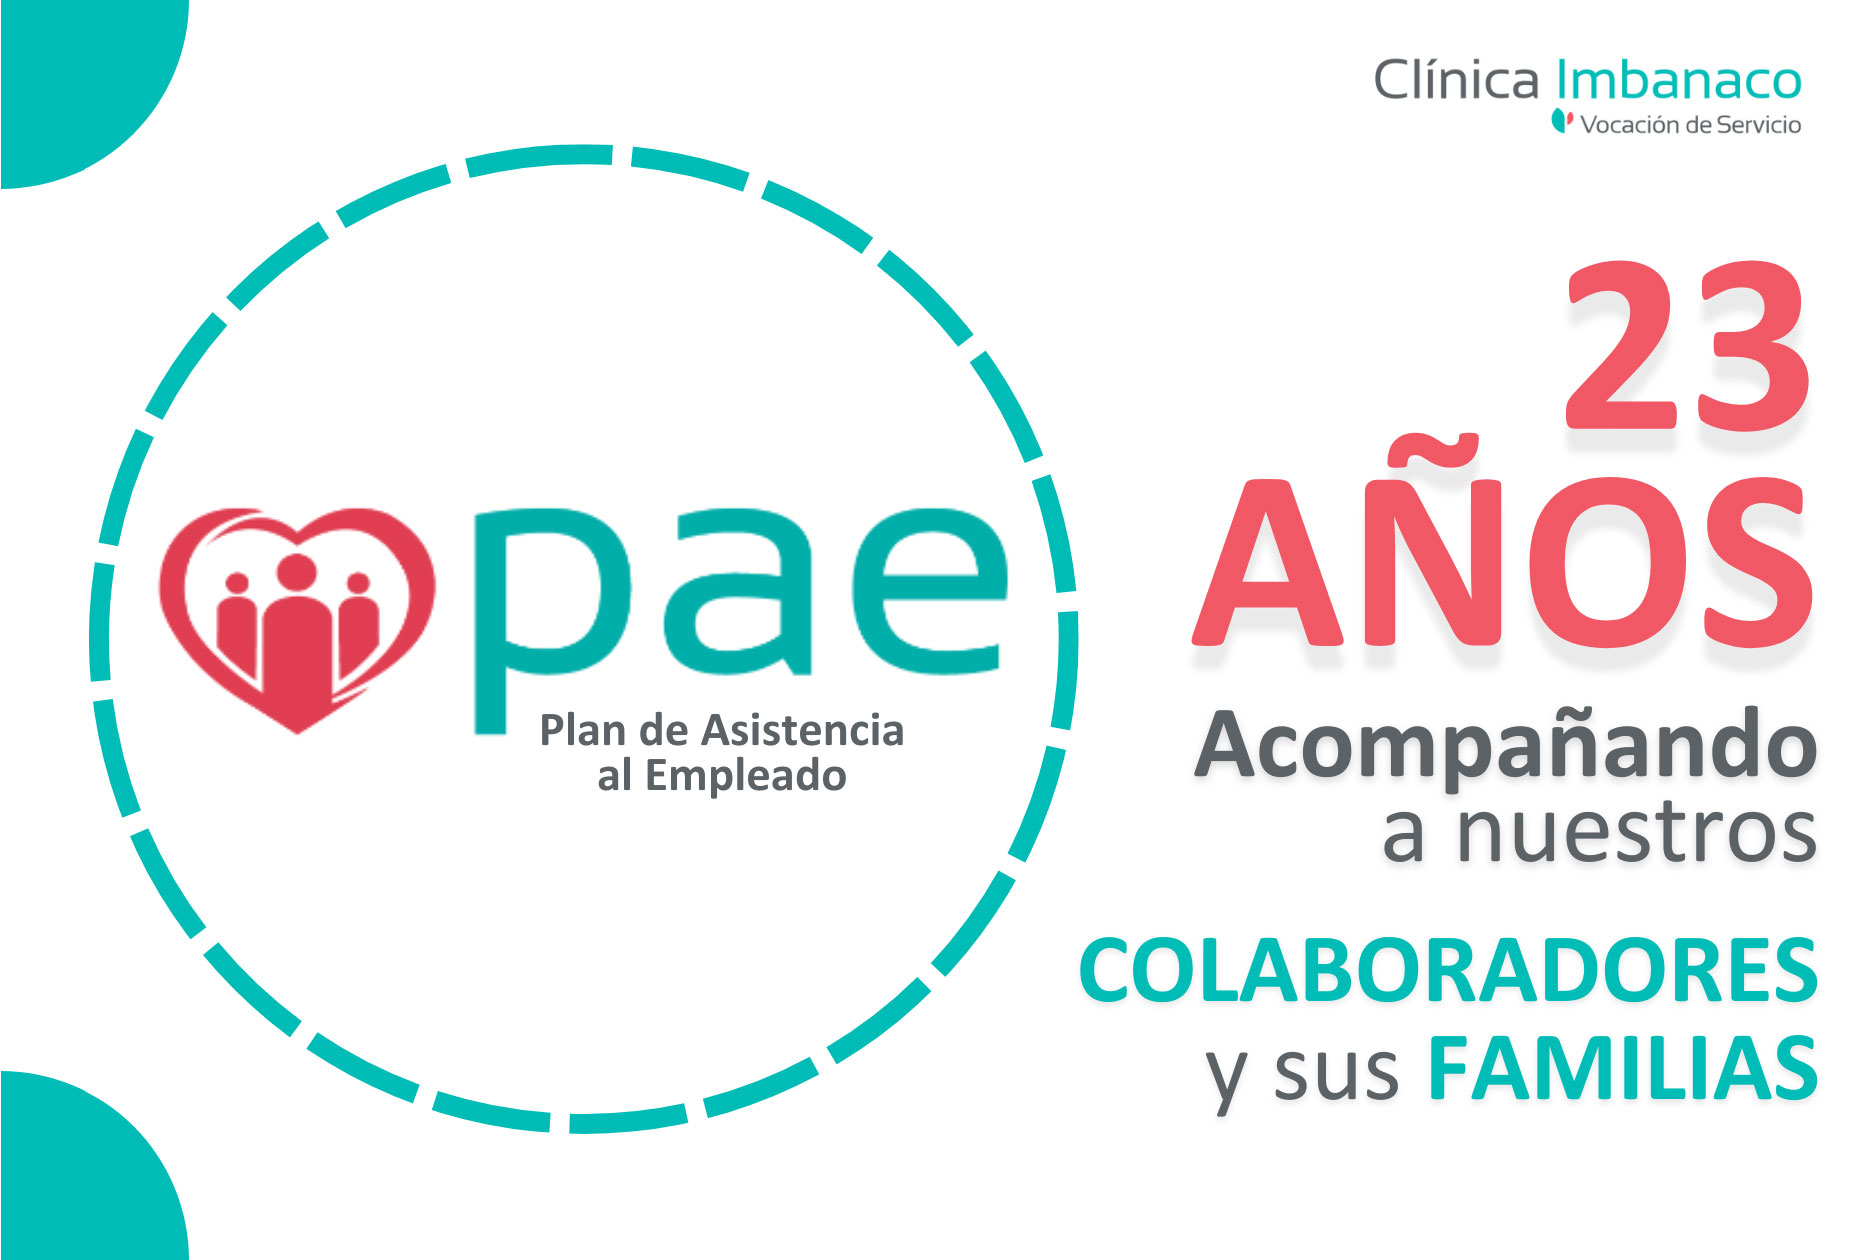 Clínica Imbanaco
Vocación de Servicio
pae
Plan de Asistencia
al Empleado
23
AÑOS
Acompañando
a nuestros
COLABORADORES
y sus FAMILIAS